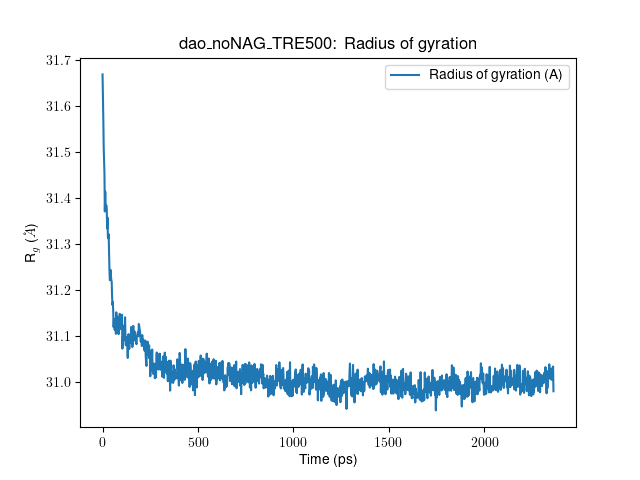 dao_noNAG_TRE500: Radius of gyration
Radius of gyration (A)
R_g (Å)
31.7
31.6
31.5
31.4
31.3
31.2
31.1
31.0
0 500 1000 1500 2000
Time (ps)